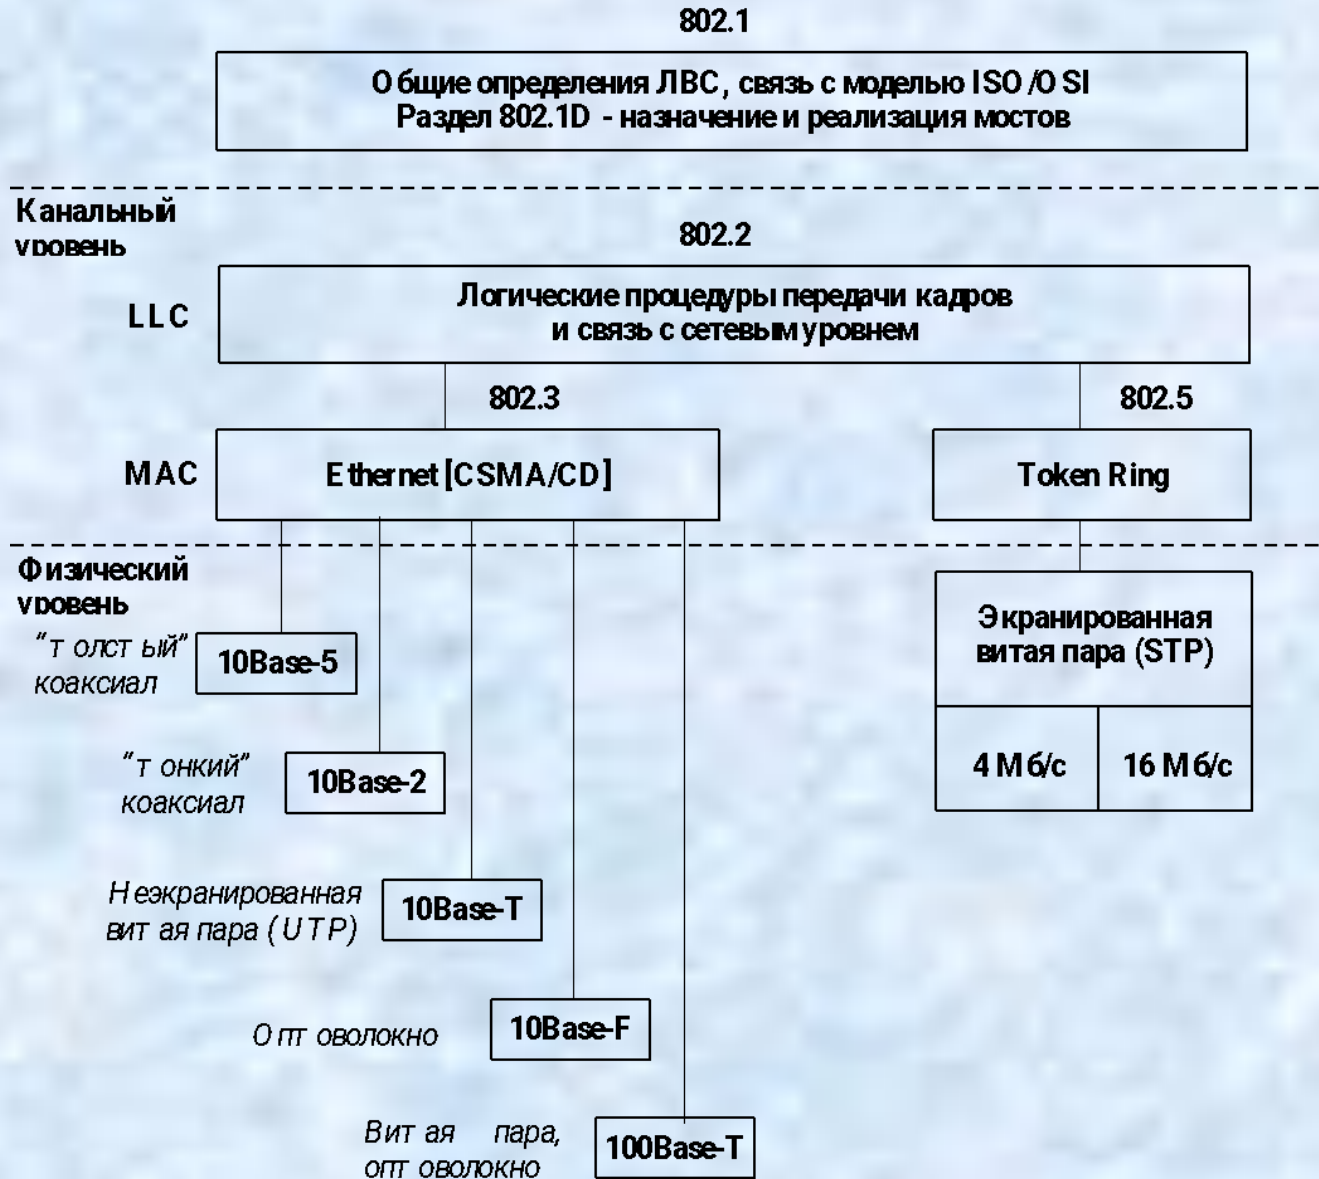 802.1
Общие определения ЛВС, связь с моделью ISO/OSI
Раздел 802.1D - назначение и реализация мостов
Канальный
уровень
802.2
LLC
Логические процедуры передачи кадров
и связь с сетевым уровнем
802.3
802.5
MAC
Ethernet [CSMA/CD]
Token Ring
Физический
уровень
"толстый"
коаксиал
10Base-5
Экранированная
витая пара (STP)
4 Мб/с
16 Мб/с
"тонкий"
коаксиал
10Base-2
Неэкранированная
витая пара (UTP)
10Base-T
Оптоволокно
10Base-F
Витая пара,
оптоволокно
100Base-T